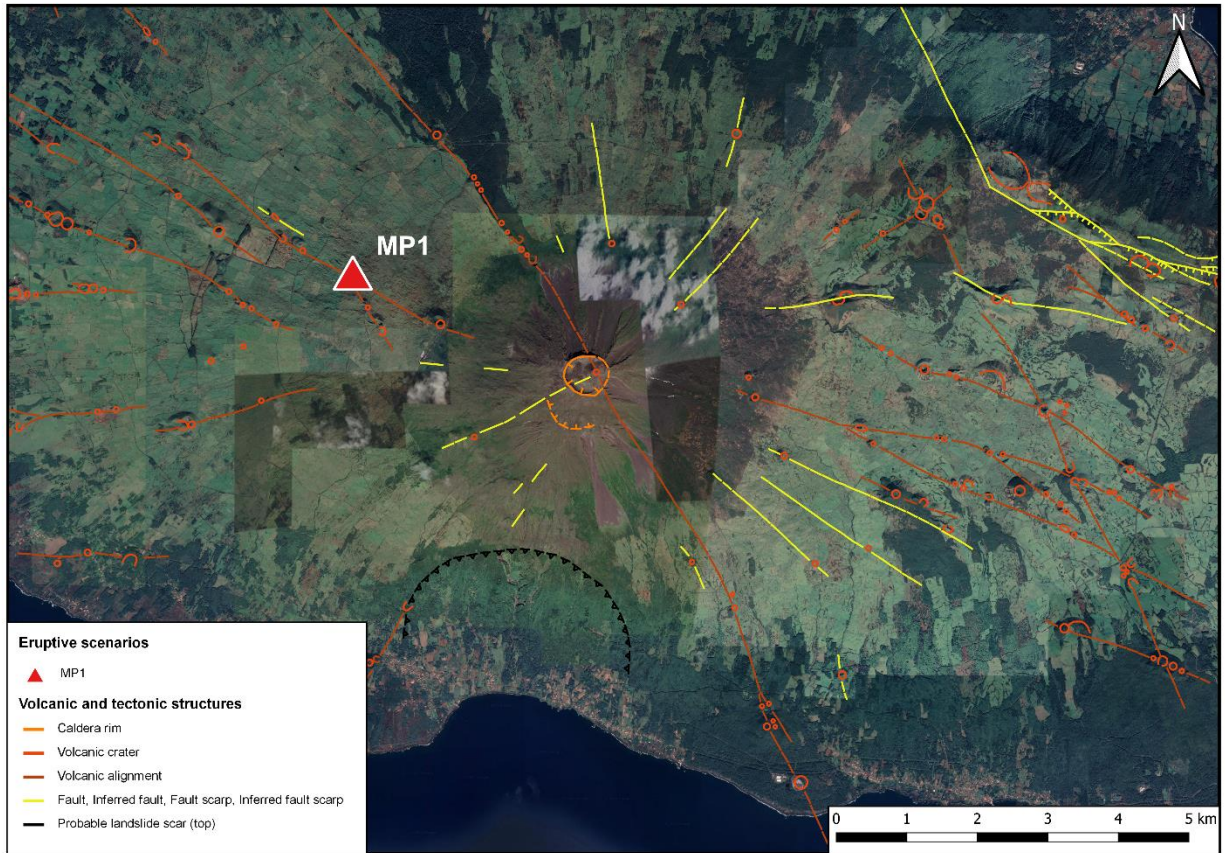 N
MP1
Eruptive scenarios
MP1
Volcanic and tectonic structures
Caldera rim
Volcanic crater
Volcanic alignment
Fault, Inferred fault, Fault scarp, Inferred fault scarp
Probable landslide scar (top)
0 1 2 3 4 5 km